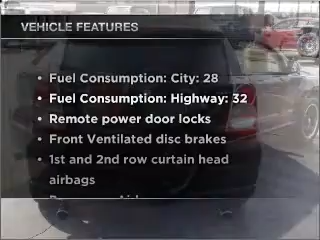 VEHICLE FEATURES
• Fuel Consumption: City: 28
• Fuel Consumption: Highway: 32
• Remote power door locks
• Front Ventilated disc brakes
• 1st and 2nd row curtain head
airbags